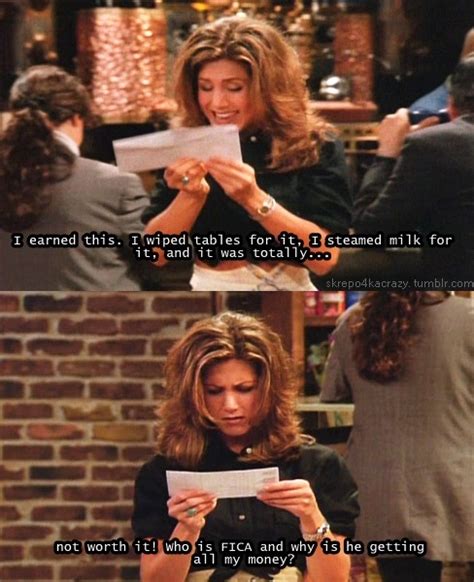 I earned this. I wiped tables for it, I steamed milk for
it, and it was totally...
skrepo4kacrazy.tumblr.com
not worth it! Who is FICA and why is he getting
all my money?